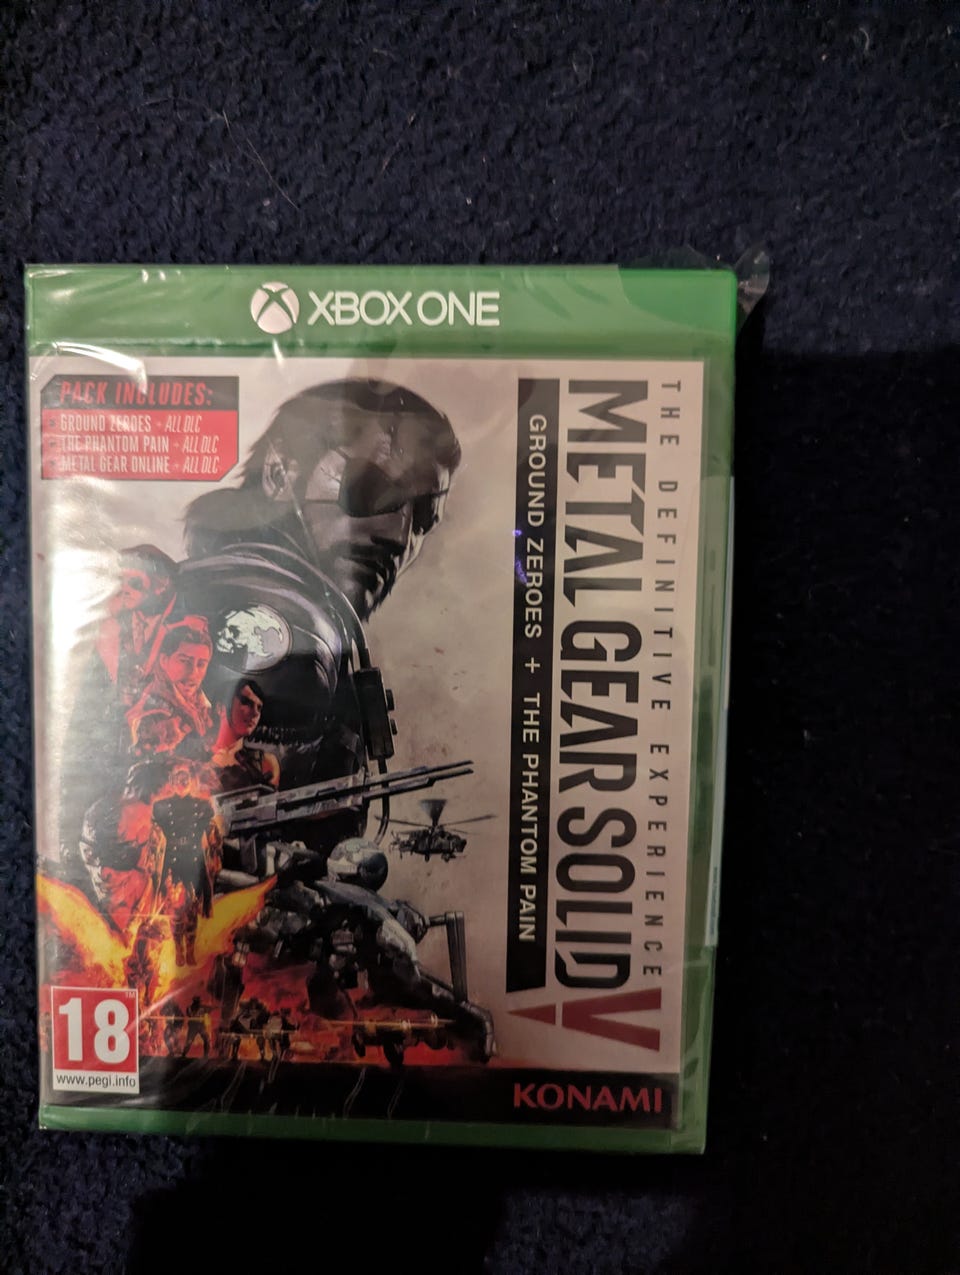 XBOX ONE
PACK INCLUDES:
GROUND ZEROES + ALL DLC
THE PHANTOM PAIN + ALL DLC
METAL GEAR ONLINE + ALL DLC
THE DEFINITIVE EXPERIENCE
METAL GEAR SOLID V
GROUND ZEROES + THE PHANTOM PAIN
18 TM
www.pegi.info
KONAMI